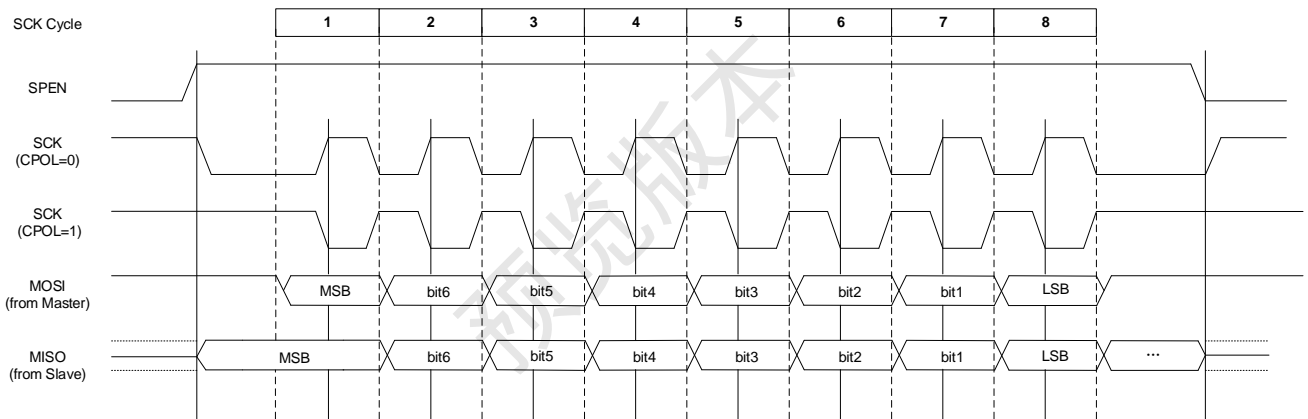 SCK Cycle 1 2 3 4 5 6 7 8
SPEN
SCK
(CPOL=0)
SCK
(CPOL=1)
MOSI
(from Master)
MSB bit6 bit5 bit4 bit3 bit2 bit1 LSB
MISO
(from Slave)
MSB bit6 bit5 bit4 bit3 bit2 bit1 LSB ...
预览版本